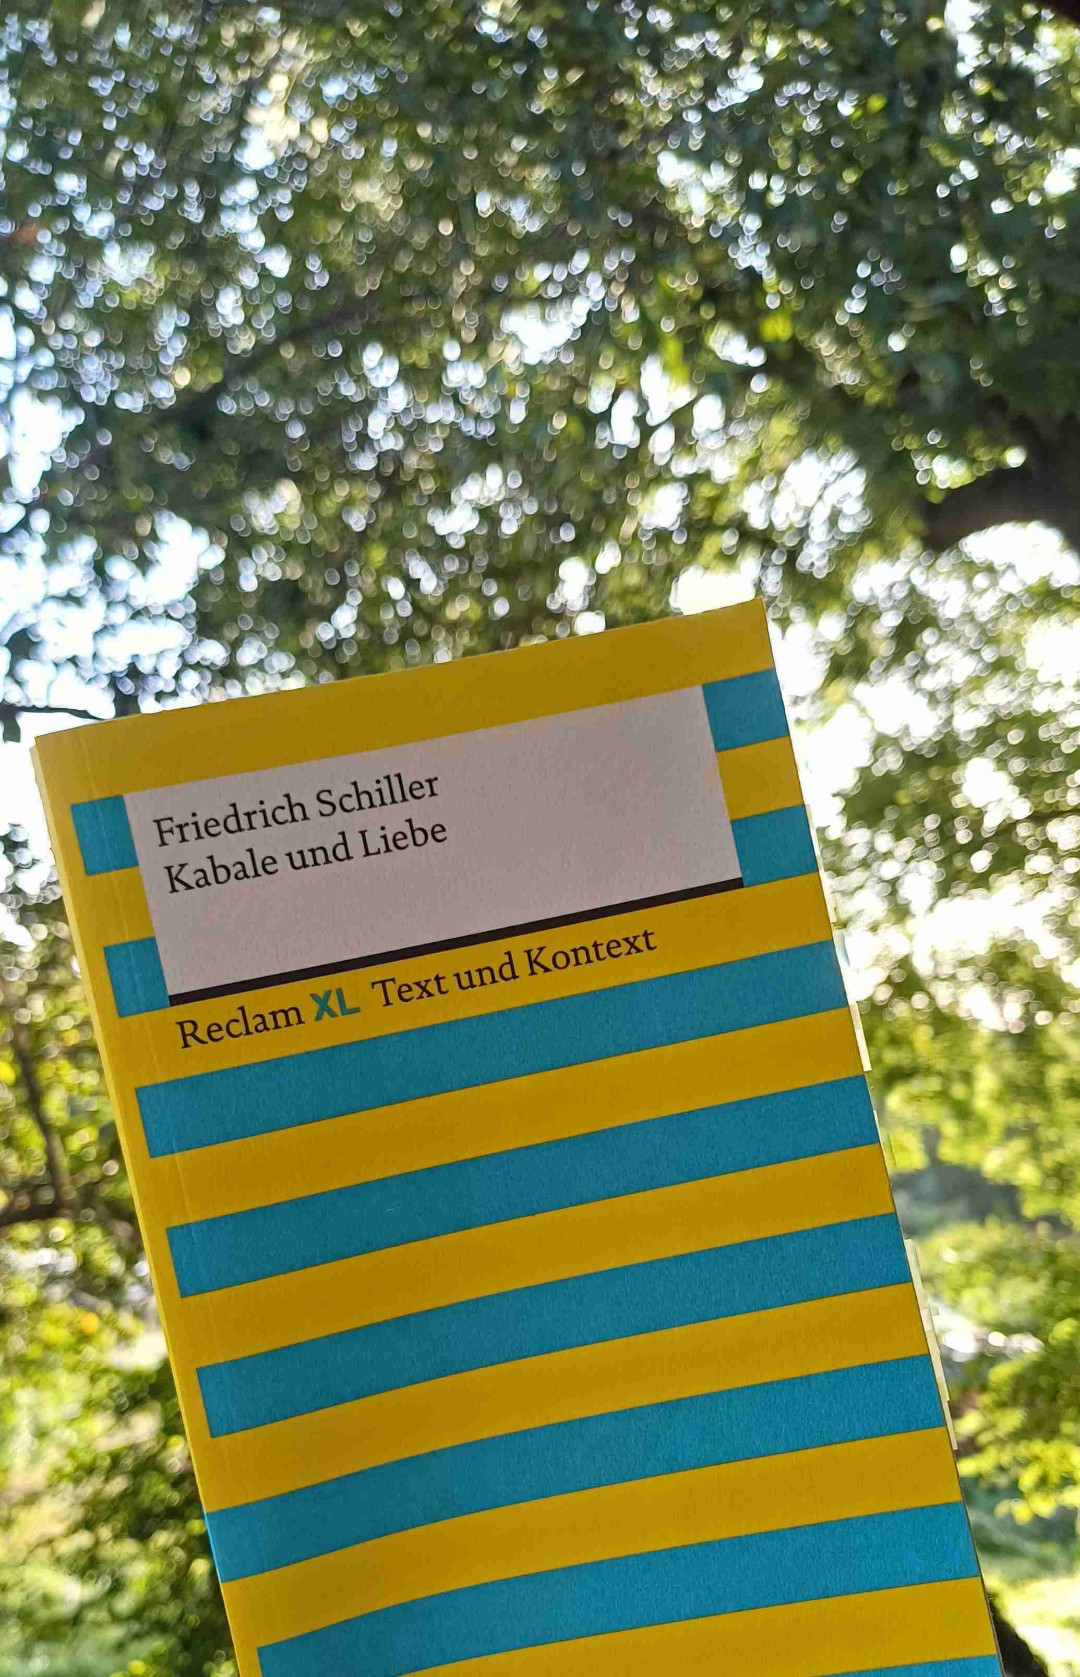 Friedrich Schiller
Kabale und Liebe
Reclam XL Text und Kontext